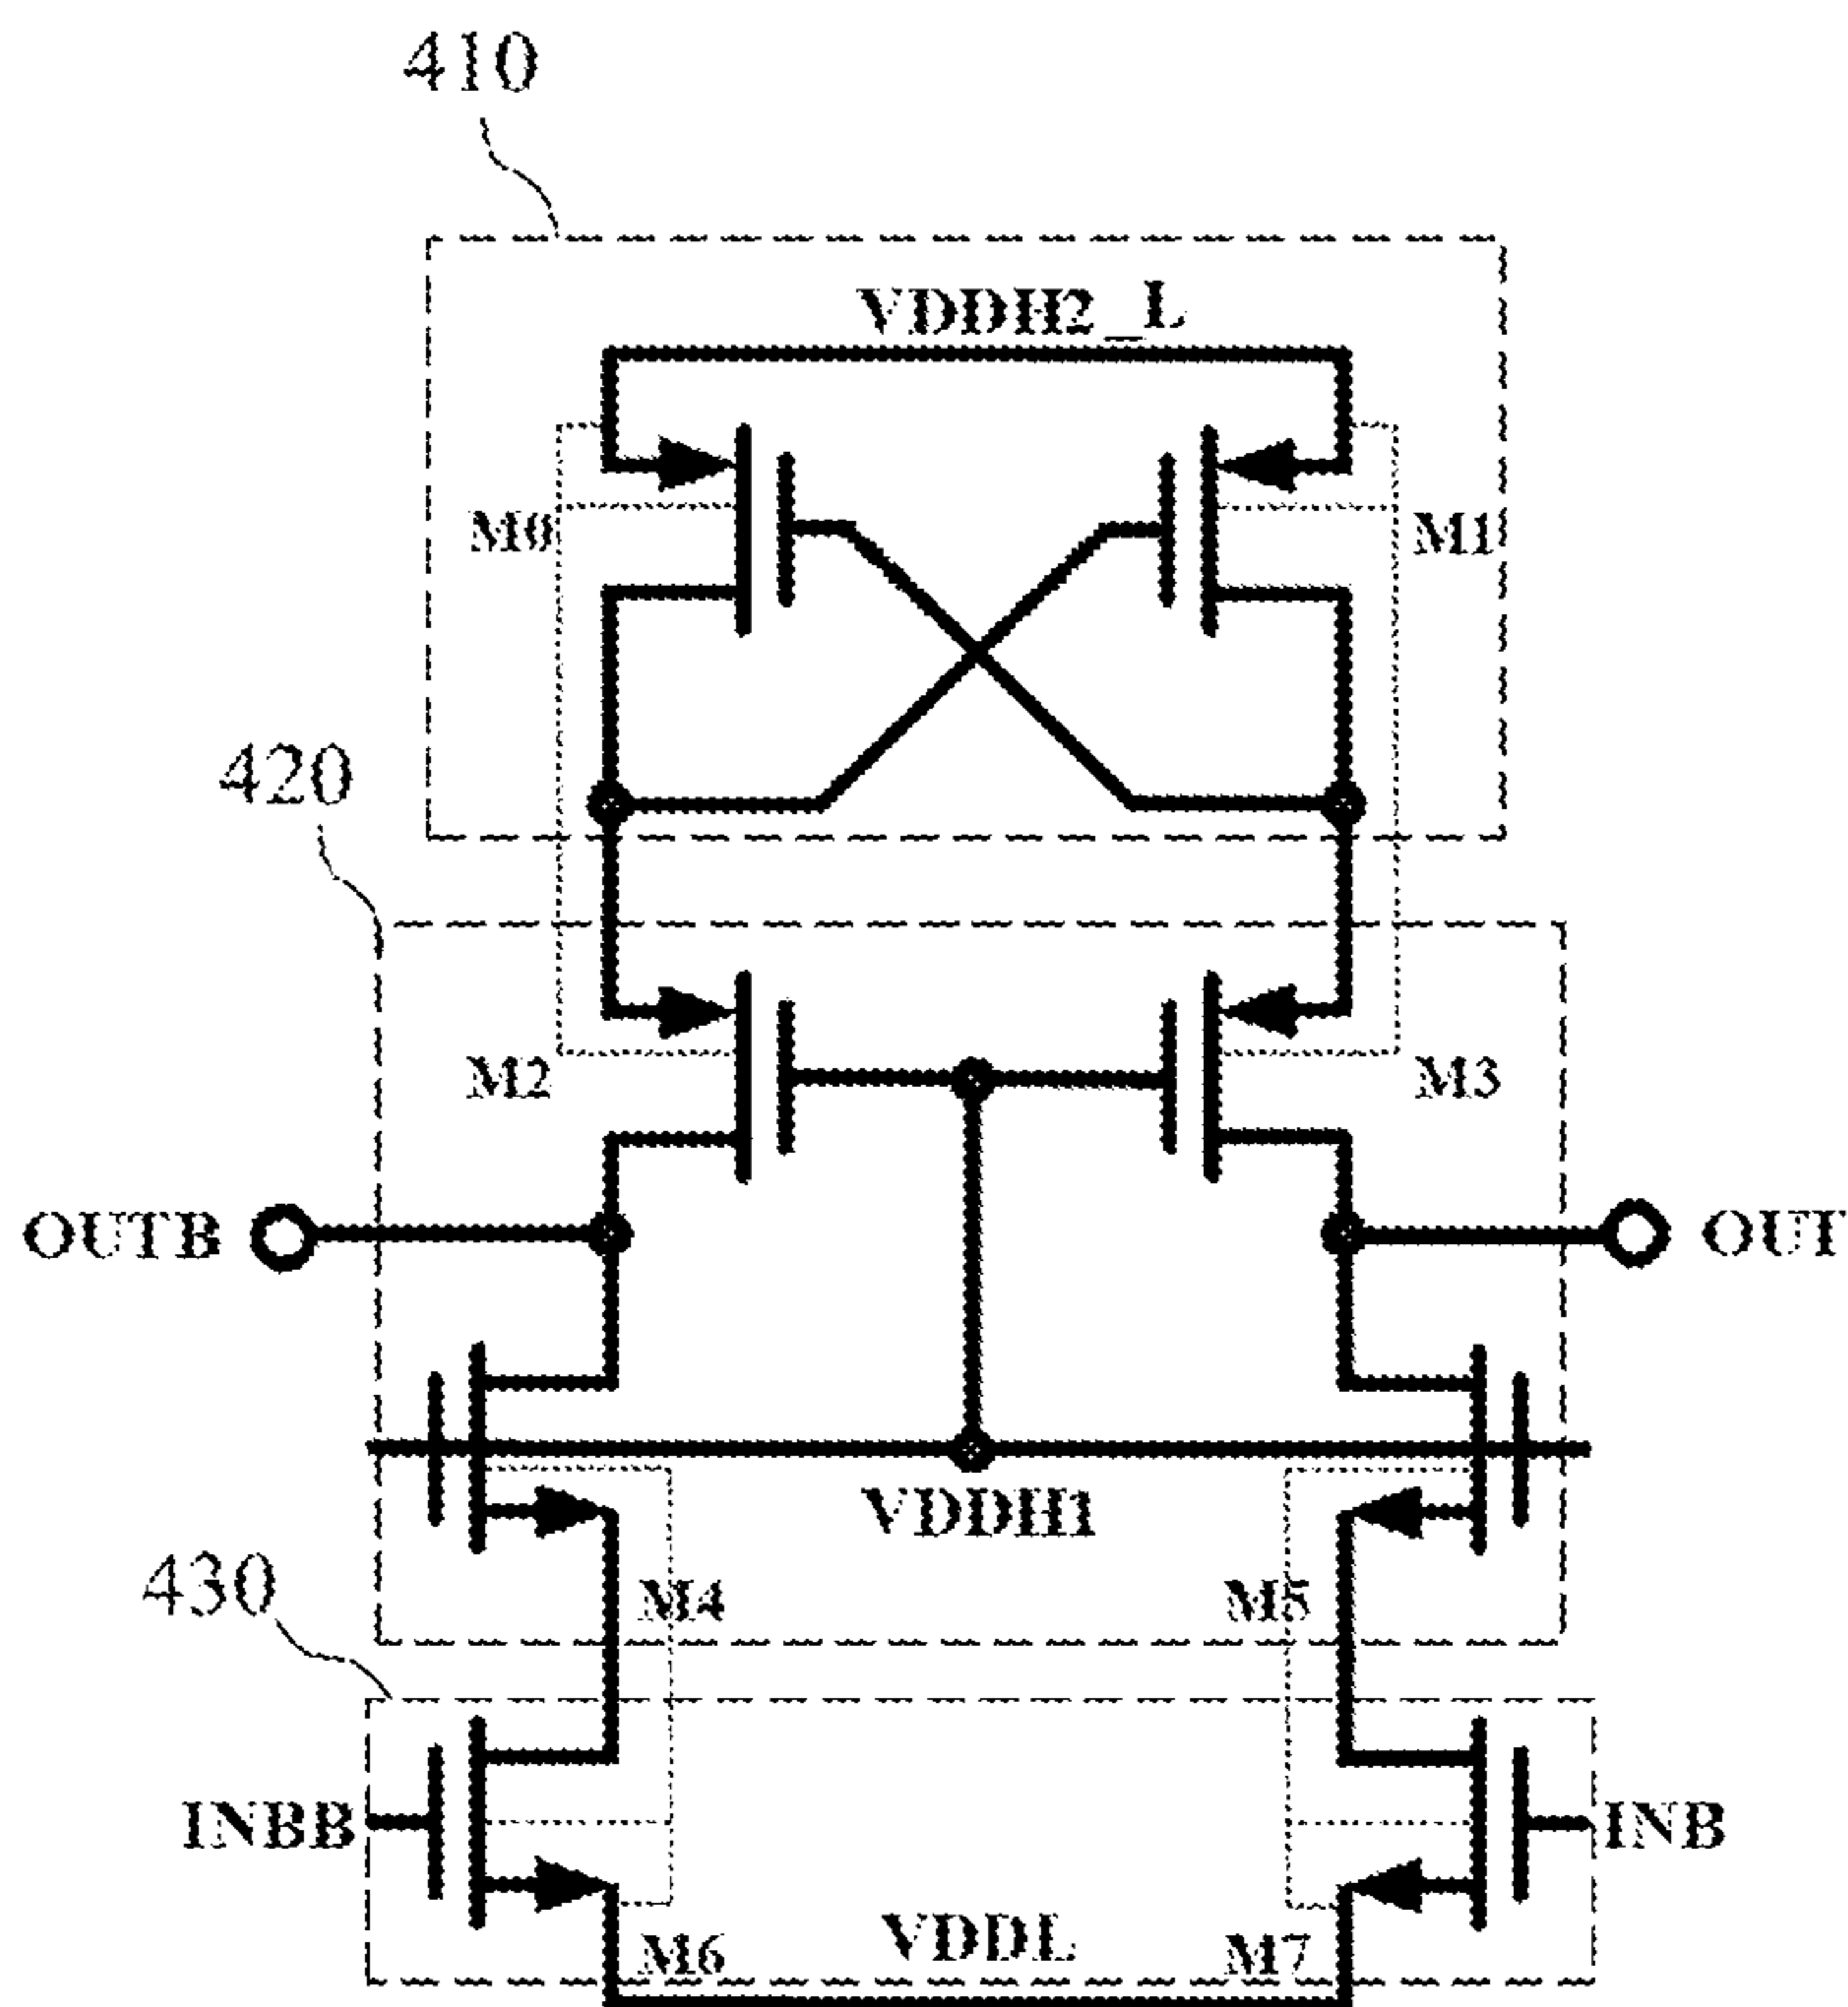 410
VDDH2_L
M0
M1
420
M2
M3
OUTB
OUT
VDDH1
430
M4
M5
INBB
INB
VDDL
M6
M7